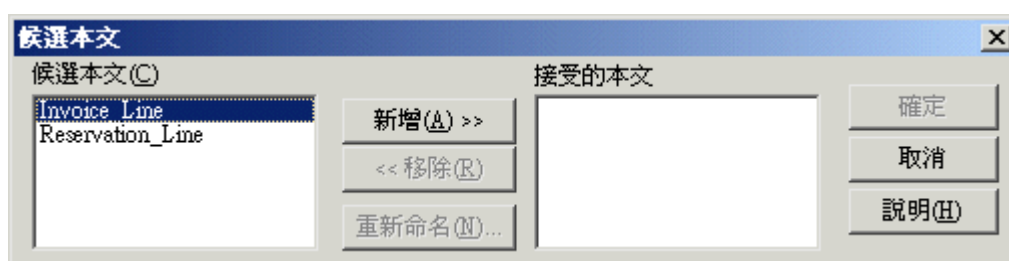 候選本文
候選本文(C)
Invoice_Line
Reservation_Line
新增(A) >>
<< 移除(R)
重新命名(N)...
接受的本文
確定
取消
說明(H)